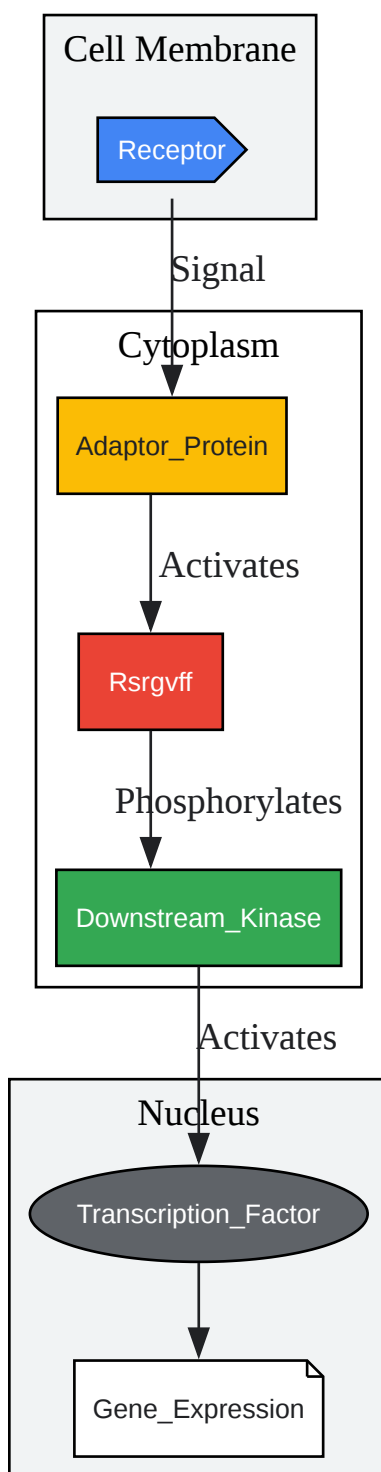 Cell Membrane
Receptor
Signal
Cytoplasm
Adaptor_Protein
Activates
Rsrgvff
Phosphorylates
Downstream_Kinase
Activates
Nucleus
Transcription_Factor
Gene_Expression